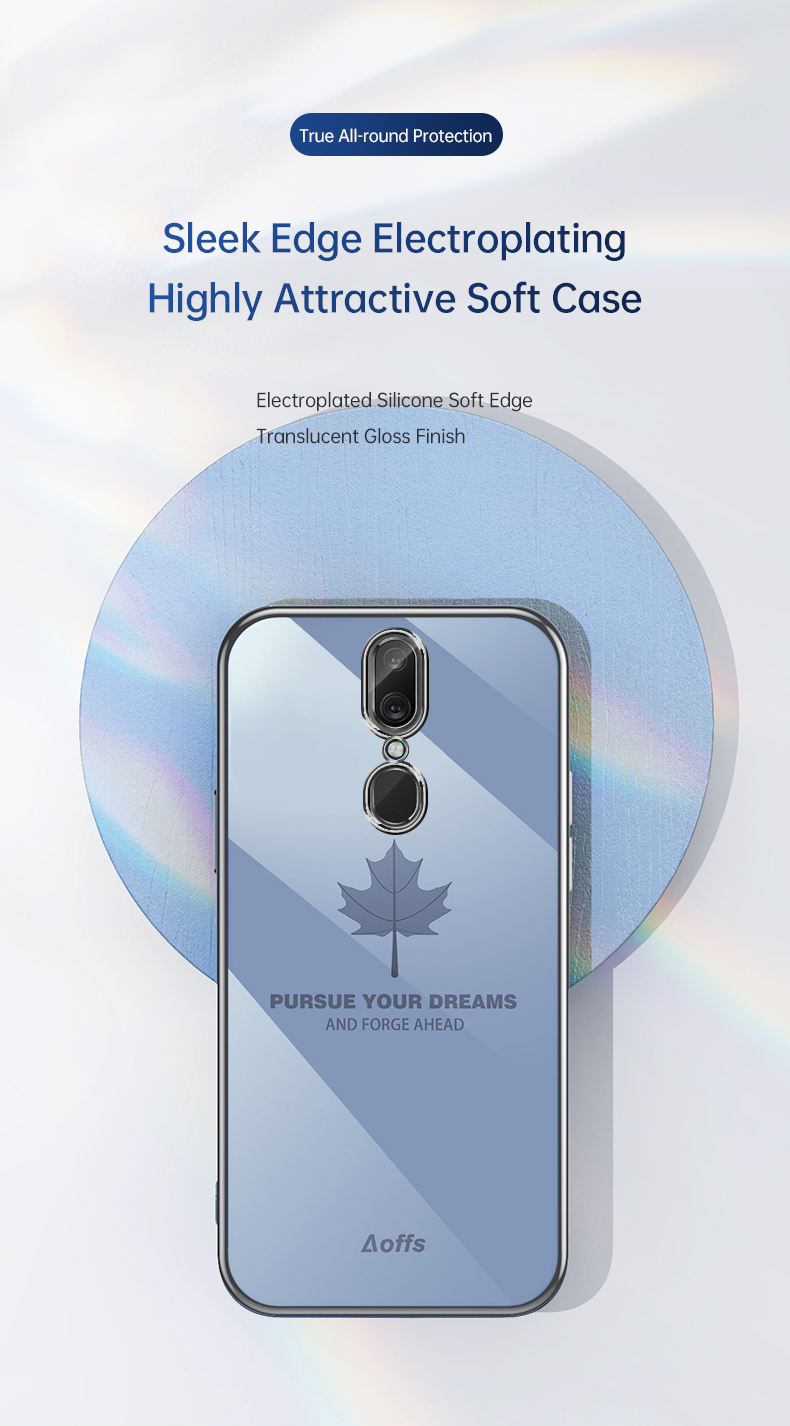 True All-round Protection
Sleek Edge Electroplating
Highly Attractive Soft Case
Electroplated Silicone Soft Edge
Translucent Gloss Finish
PURSUE YOUR DREAMS
AND FORGE AHEAD
Aoffs